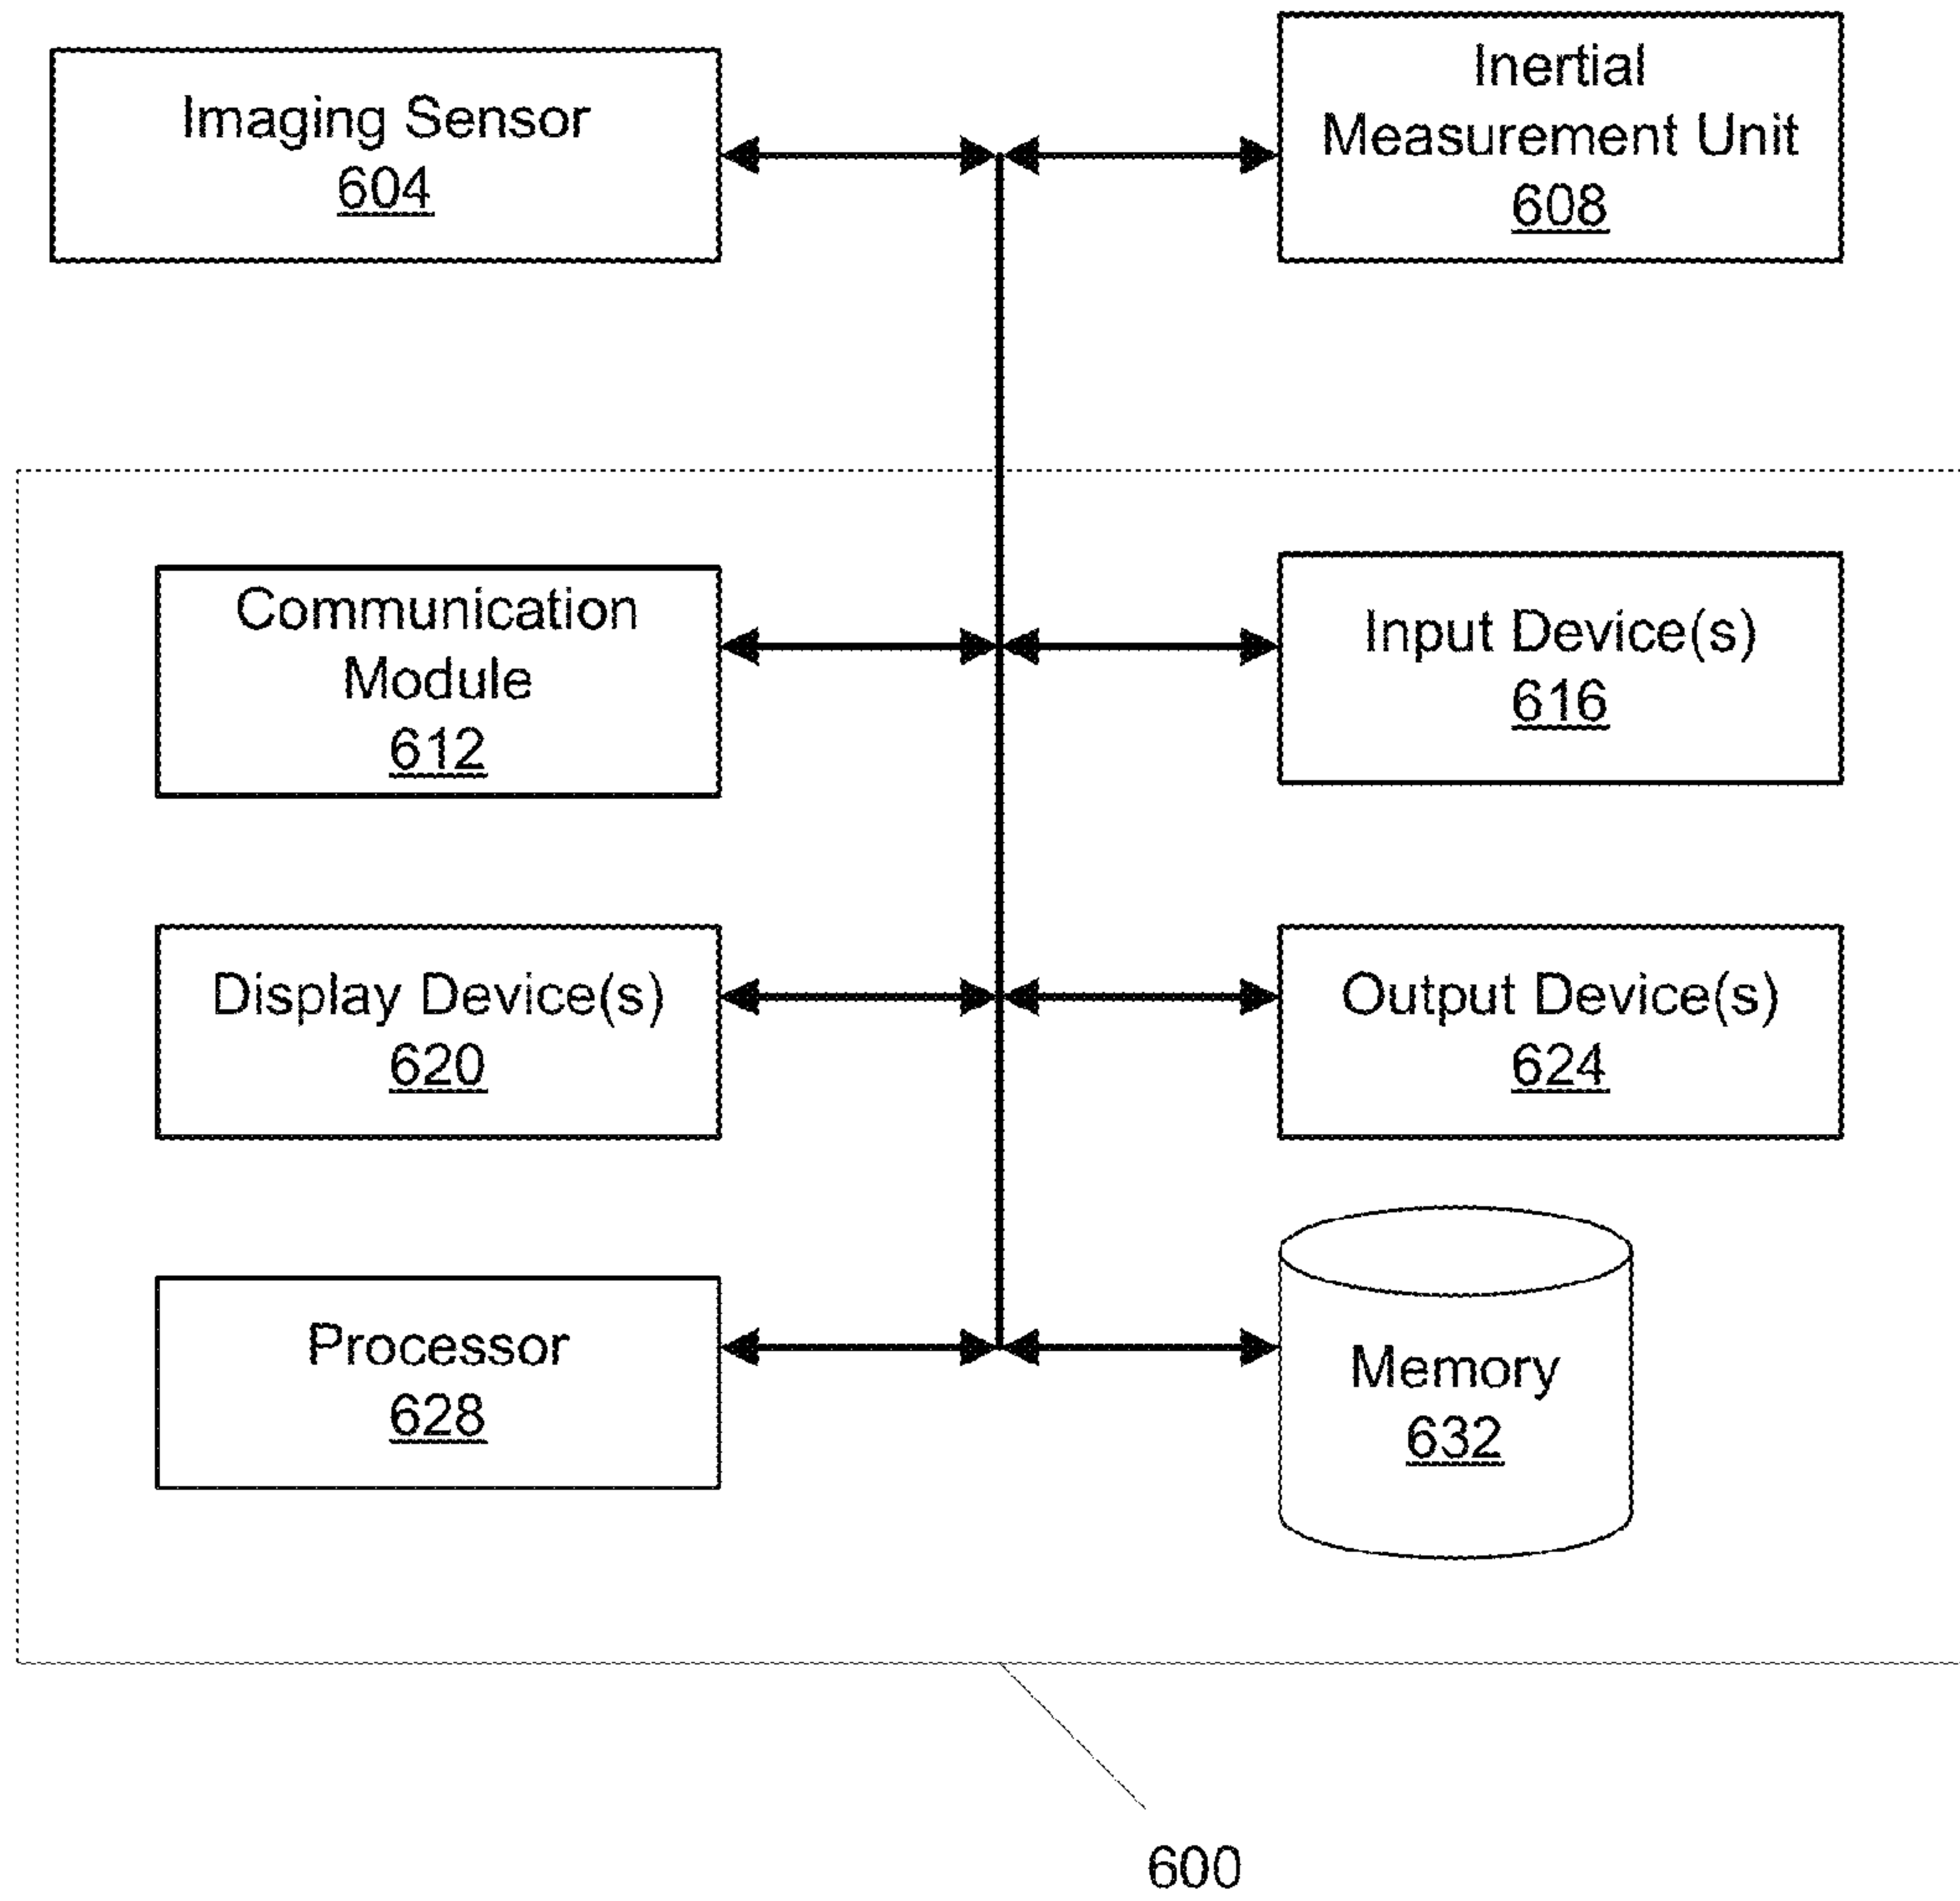 Imaging Sensor
604
Inertial
Measurement Unit
608
Communication
Module
612
Input Device(s)
616
Display Device(s)
620
Output Device(s)
624
Processor
628
Memory
632
600